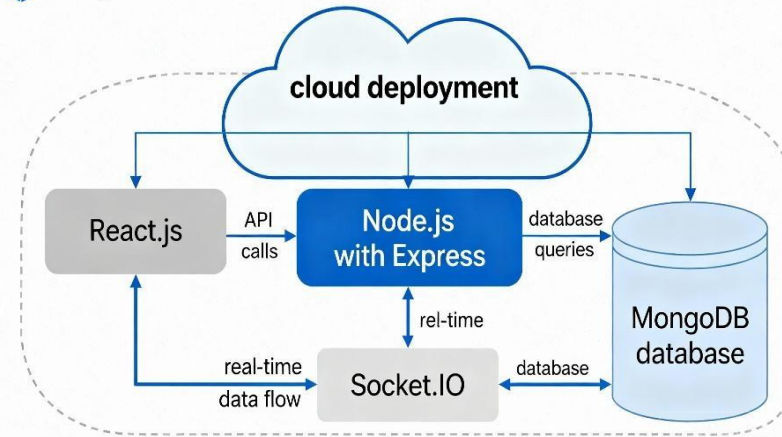 cloud deployment
React.js
API
calls
Node.js
with Express
database
queries
MongoDB
database
rel-time
real-time
data flow
Socket.IO
database